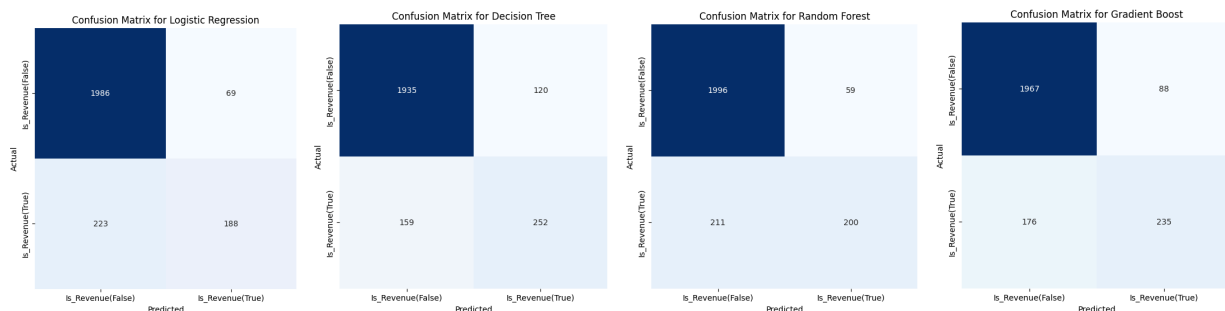 Confusion Matrix for Logistic Regression
Is_Revenue(False)
Is_Revenue(True)
Actual
1986
69
223
188
Is_Revenue(False)
Is_Revenue(True)
Predicted
Confusion Matrix for Decision Tree
Is_Revenue(False)
Is_Revenue(True)
Actual
1935
120
159
252
Is_Revenue(False)
Is_Revenue(True)
Predicted
Confusion Matrix for Random Forest
Is_Revenue(False)
Is_Revenue(True)
Actual
1996
59
211
200
Is_Revenue(False)
Is_Revenue(True)
Predicted
Confusion Matrix for Gradient Boost
Is_Revenue(False)
Is_Revenue(True)
Actual
1967
88
176
235
Is_Revenue(False)
Is_Revenue(True)
Predicted